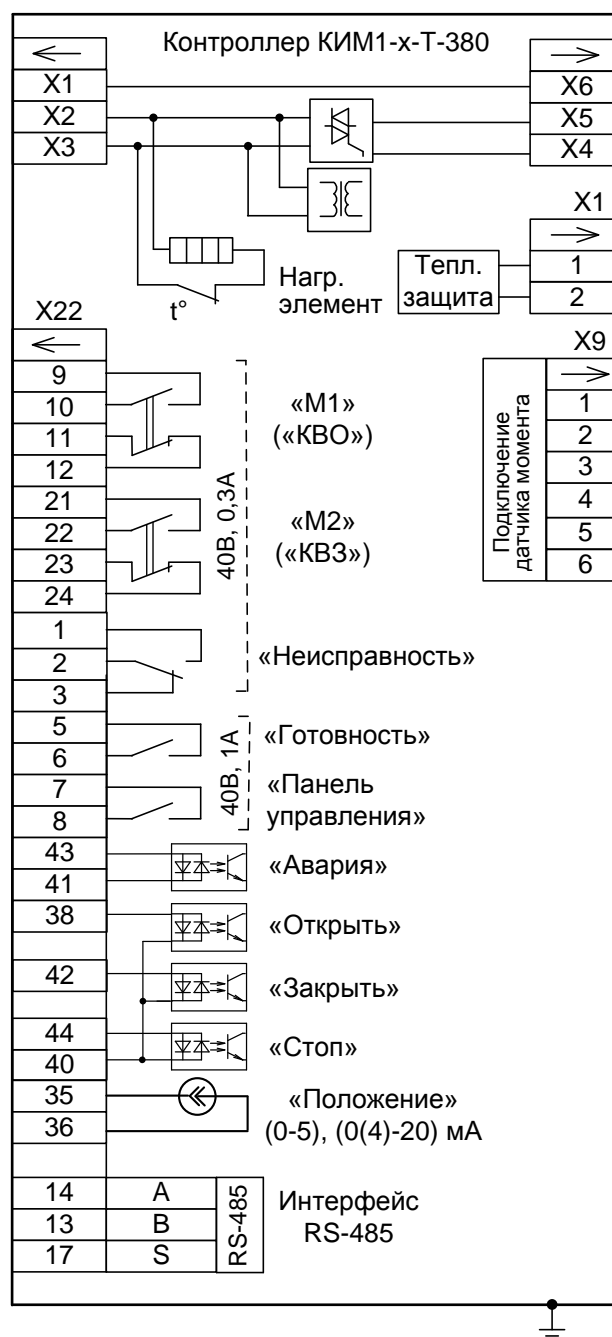 Контроллер КИМ1-х-Т-380
X1
X2
X3
X6
X5
X4
X1
1
2
Тепл.
защита
Нагр.
элемент
t°
X22
9
10
11
12
21
22
23
24
1
2
3
5
6
7
8
43
41
38
42
44
40
35
36
14
13
17
«М1»
(«КВО»)
«М2»
(«КВЗ»)
40В, 0,3А
«Неисправность»
40В, 1А
«Готовность»
«Панель
управления»
«Авария»
«Открыть»
«Закрыть»
«Стоп»
«Положение»
(0-5), (0(4)-20) мА
A
B
S
RS-485
Интерфейс
RS-485
X9
Подключение
датчика момента
1
2
3
4
5
6